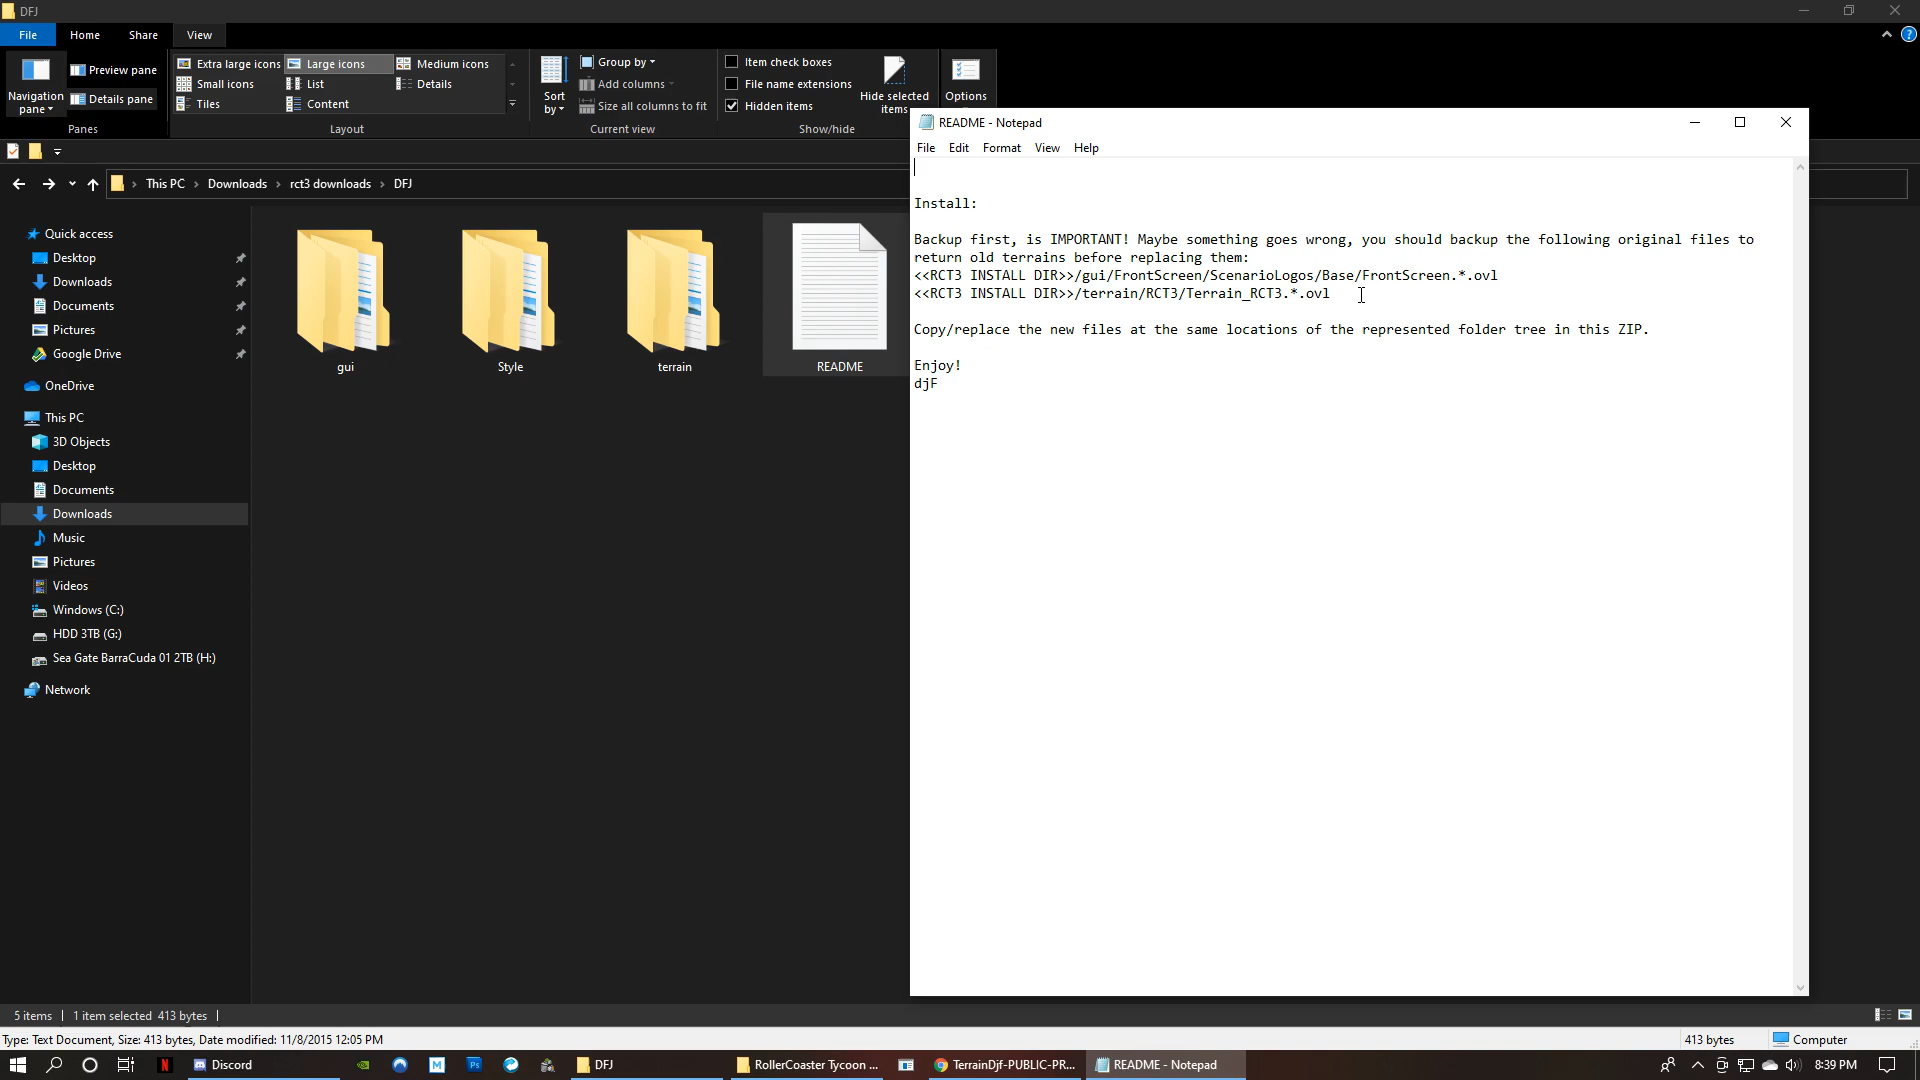 DFJ
File
Home
Share
View
Navigation pane
Preview pane
Details pane
Panes
Extra large icons
Large icons
Medium icons
Small icons
List
Details
Tiles
Content
Layout
Sort by
Group by
Add columns
Size all columns to fit
Current view
Item check boxes
File name extensions
Hidden items
Hide selected items
Show/hide
Options
This PC > Downloads > rct3 downloads > DFJ
Quick access
Desktop
Downloads
Documents
Pictures
Google Drive
OneDrive
This PC
3D Objects
Desktop
Documents
Downloads
Music
Pictures
Videos
Windows (C:)
HDD 3TB (G:)
Sea Gate BarraCuda 01 2TB (H:)
Network
gui
Style
terrain
README
README - Notepad
File Edit Format View Help
Install:
Backup first, is IMPORTANT! Maybe something goes wrong, you should backup the following original files to
return old terrains before replacing them:
<<RCT3 INSTALL DIR>>/gui/FrontScreen/ScenarioLogos/Base/FrontScreen.*.ovl
<<RCT3 INSTALL DIR>>/terrain/RCT3/Terrain_RCT3.*.ovl
Copy/replace the new files at the same locations of the represented folder tree in this ZIP.
Enjoy!
djF
5 items
1 item selected 413 bytes
Type: Text Document, Size: 413 bytes, Date modified: 11/8/2015 12:05 PM
413 bytes
Computer
N
Discord
M
Ps
DFJ
RollerCoaster Tycoon ...
TerrainDjf-PUBLIC-PR...
README - Notepad
8:39 PM